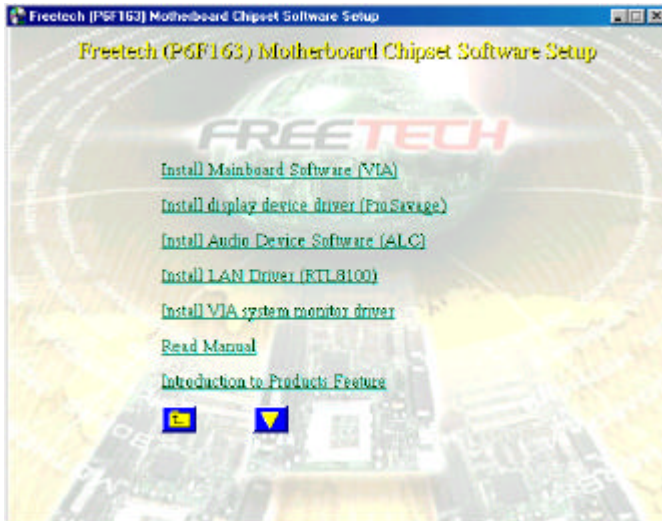 Freetech (P6F163) Motherboard Chipset Software Setup
Freetech (P6F163) Motherboard Chipset Software Setup
FREETECH
Install Mainboard Software (VIA)
Install display device driver (ProSavage)
Install Audio Device Software (ALC)
Install LAN Driver (RTL8100)
Install VIA system monitor driver
Read Manual
Introduction to Products Feature